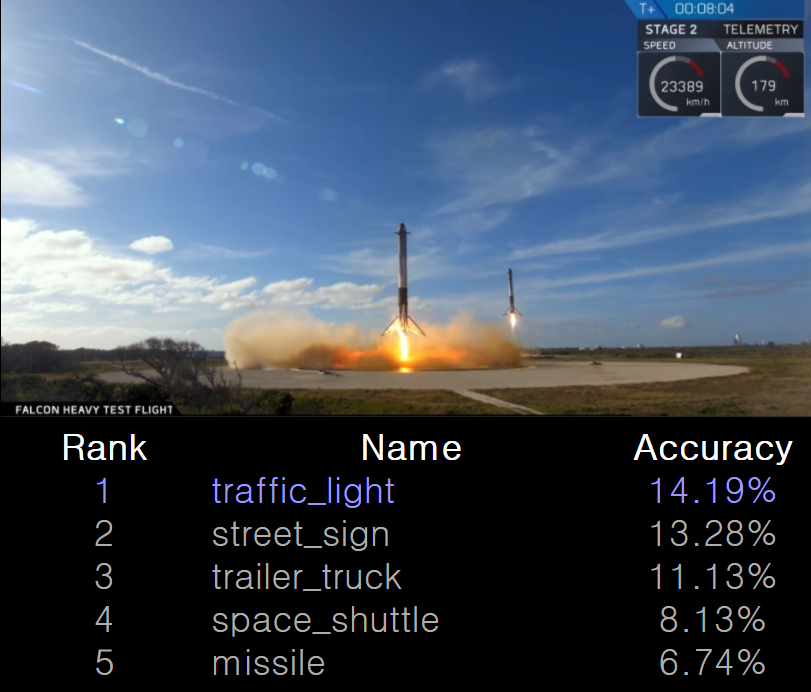 T+ 00:08:04
STAGE 2 TELEMETRY
SPEED ALTITUDE
23389 179
km/h km
FALCON HEAVY TEST FLIGHT
Rank Name Accuracy
1 traffic_light 14.19%
2 street_sign 13.28%
3 trailer_truck 11.13%
4 space_shuttle 8.13%
5 missile 6.74%